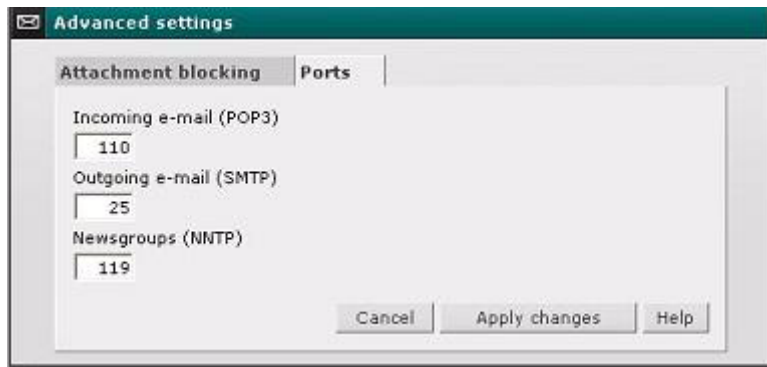 Advanced settings
Attachment blocking Ports
Incoming e-mail (POP3)
110
Outgoing e-mail (SMTP)
25
Newsgroups (NNTP)
119
Cancel Apply changes Help